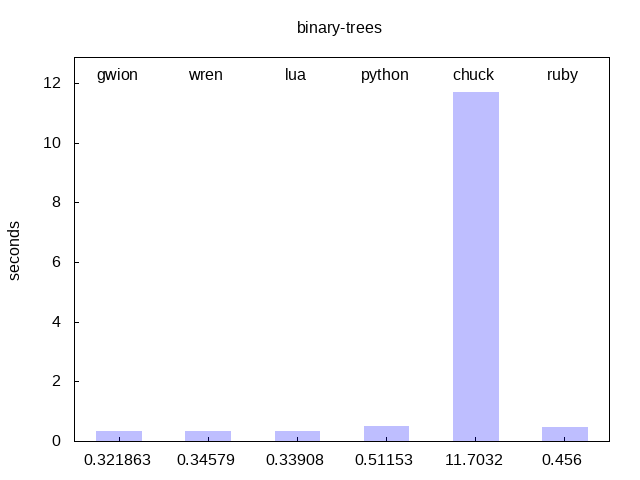 binary-trees
gwion wren lua python chuck ruby
12
10
8
6
4
2
0
seconds
0.321863 0.34579 0.33908 0.51153 11.7032 0.456